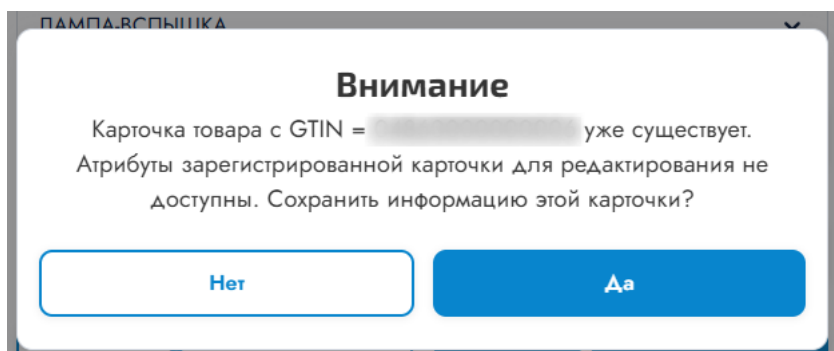 ЛАМПА-ВСПЫШКА
Внимание
Карточка товара с GTIN = уже существует.
Атрибуты зарегистрированной карточки для редактирования не
доступны. Сохранить информацию этой карточки?
Нет
Да